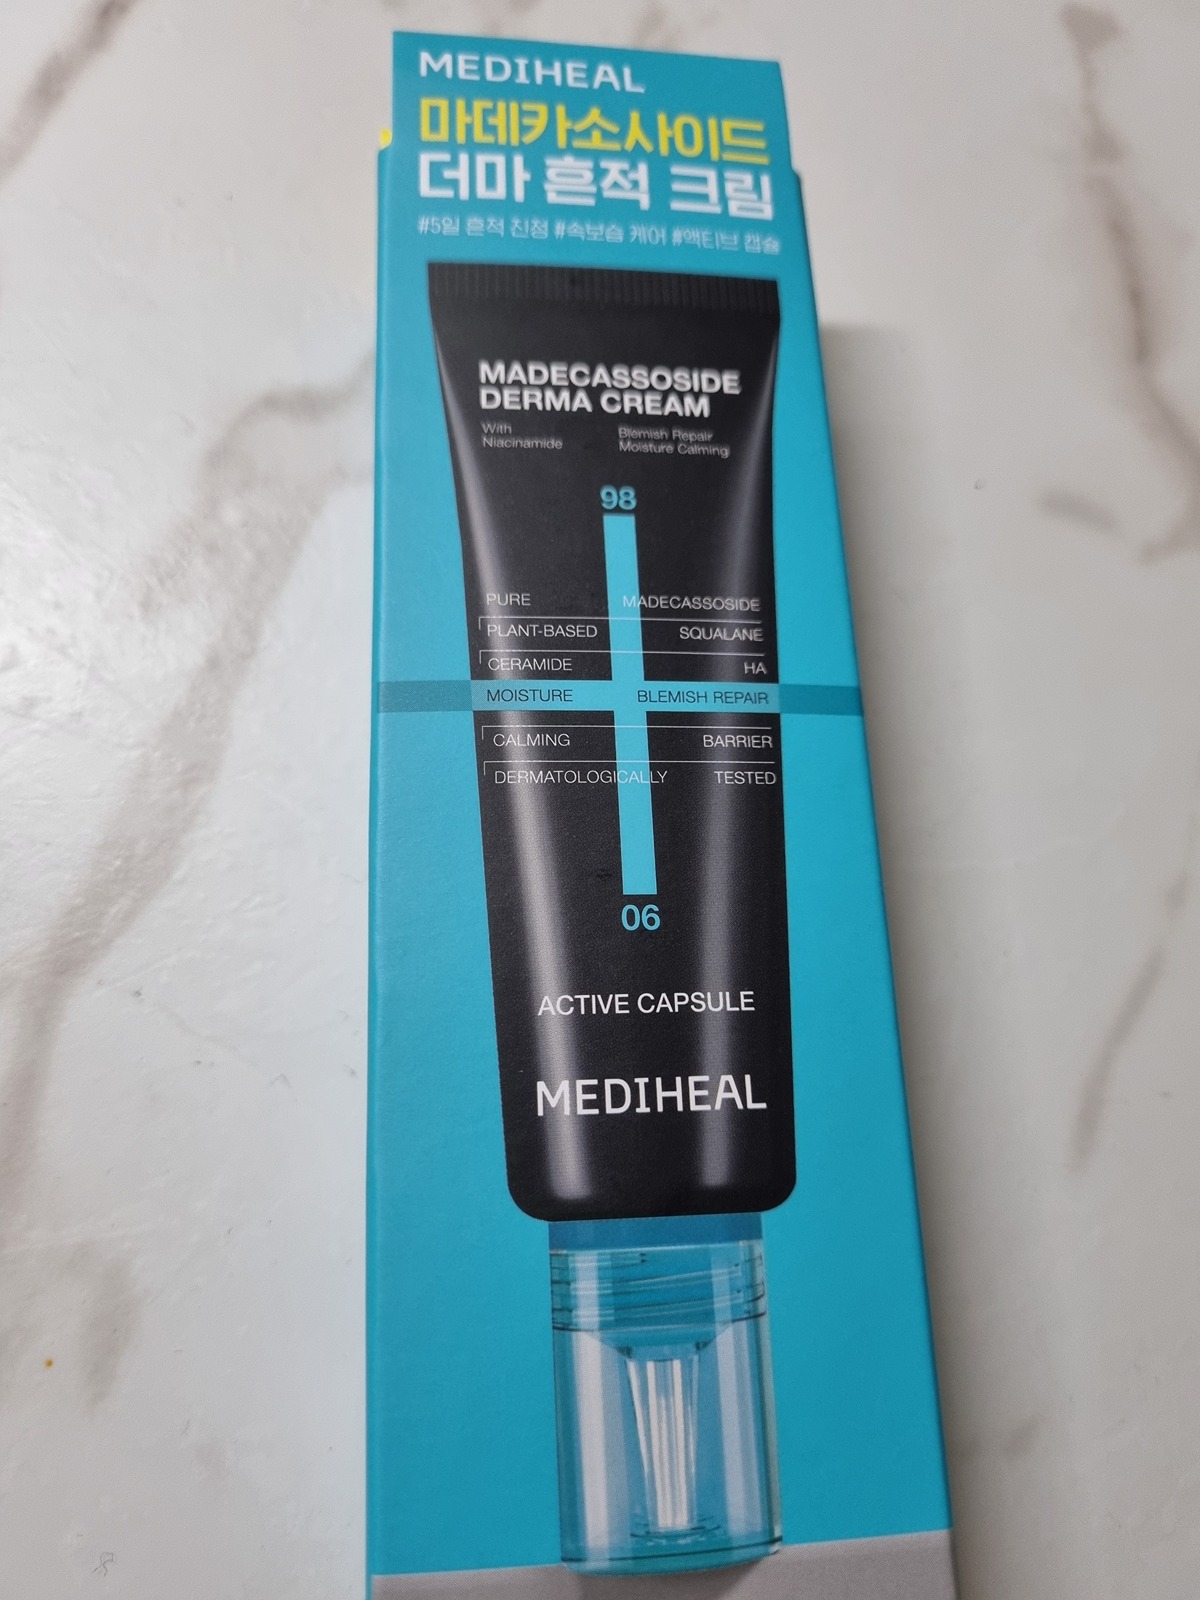 MEDIHEAL
마데카소사이드
더마 흔적 크림
#5일 흔적 진정 #속보습 케어 #액티브 캡슐
MADECASSOSIDE
DERMA CREAM
With Blemish Repair
Niacinamide Moisture Calming
98
PURE MADECASSOSIDE
PLANT-BASED SQUALANE
CERAMIDE HA
MOISTURE BLEMISH REPAIR
CALMING BARRIER
DERMATOLOGICALLY TESTED
06
ACTIVE CAPSULE
MEDIHEAL